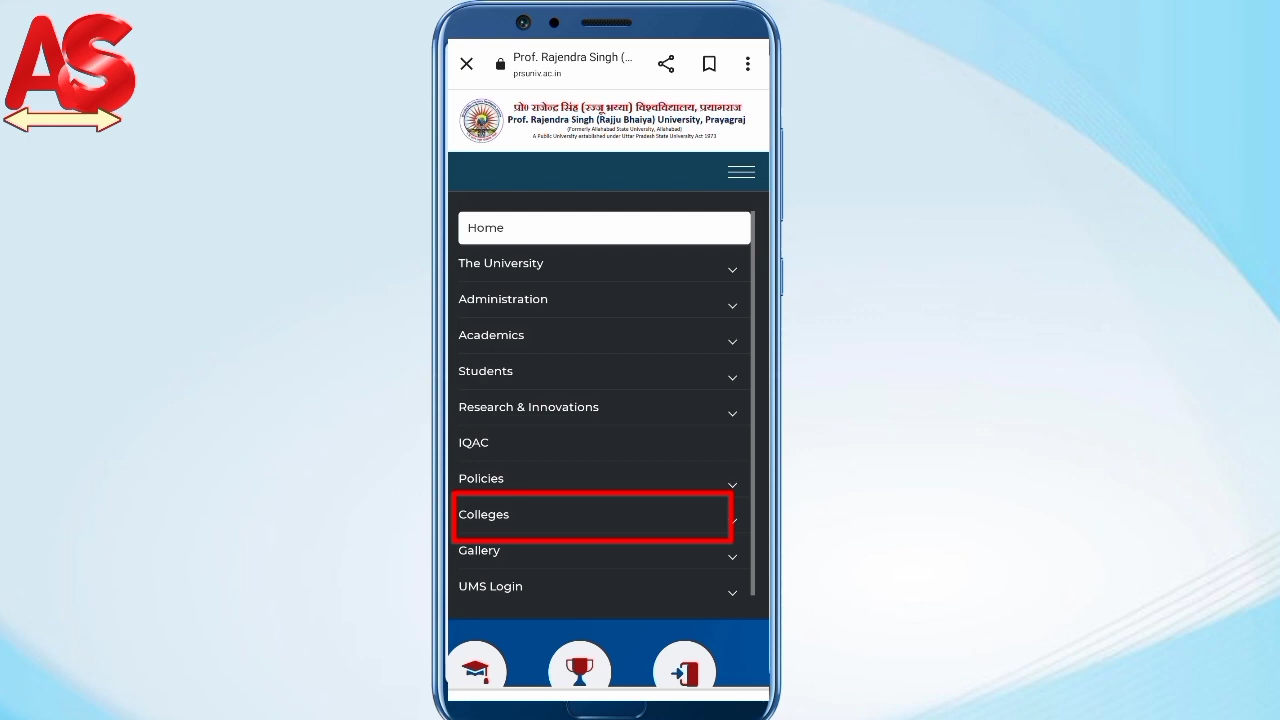 AS
Prof. Rajendra Singh (...
prsuniv.ac.in
प्रो० राजेन्द्र सिंह (रज्जू भय्या) विश्वविद्यालय, प्रयागराज
Prof. Rajendra Singh (Rajju Bhaiya) University, Prayagraj
(Formerly Allahabad State University, Allahabad)
A Public University established under Uttar Pradesh State University Act 1973
Home
The University
Administration
Academics
Students
Research & Innovations
IQAC
Policies
Colleges
Gallery
UMS Login